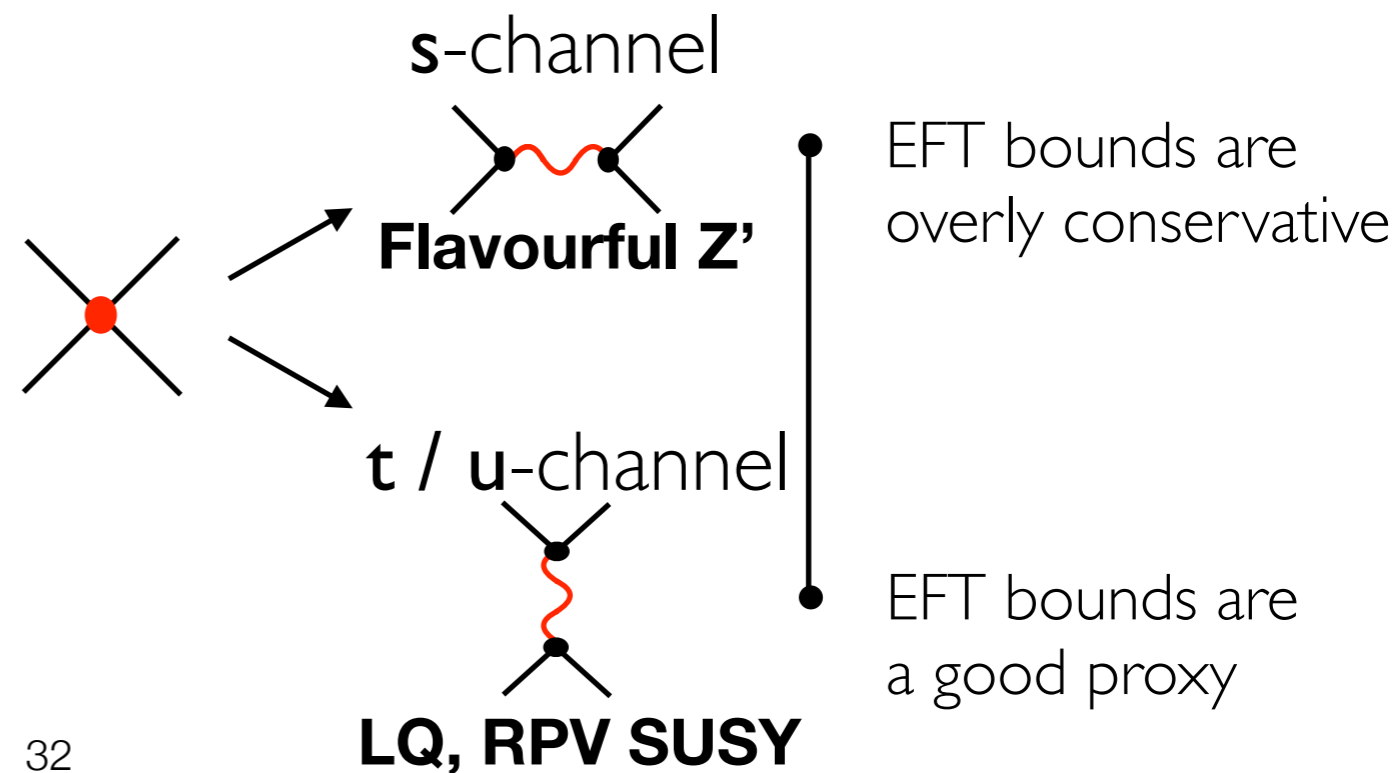 s-channel
Flavourful Z’
EFT bounds are
overly conservative
t / u-channel
LQ, RPV SUSY
EFT bounds are
a good proxy
32